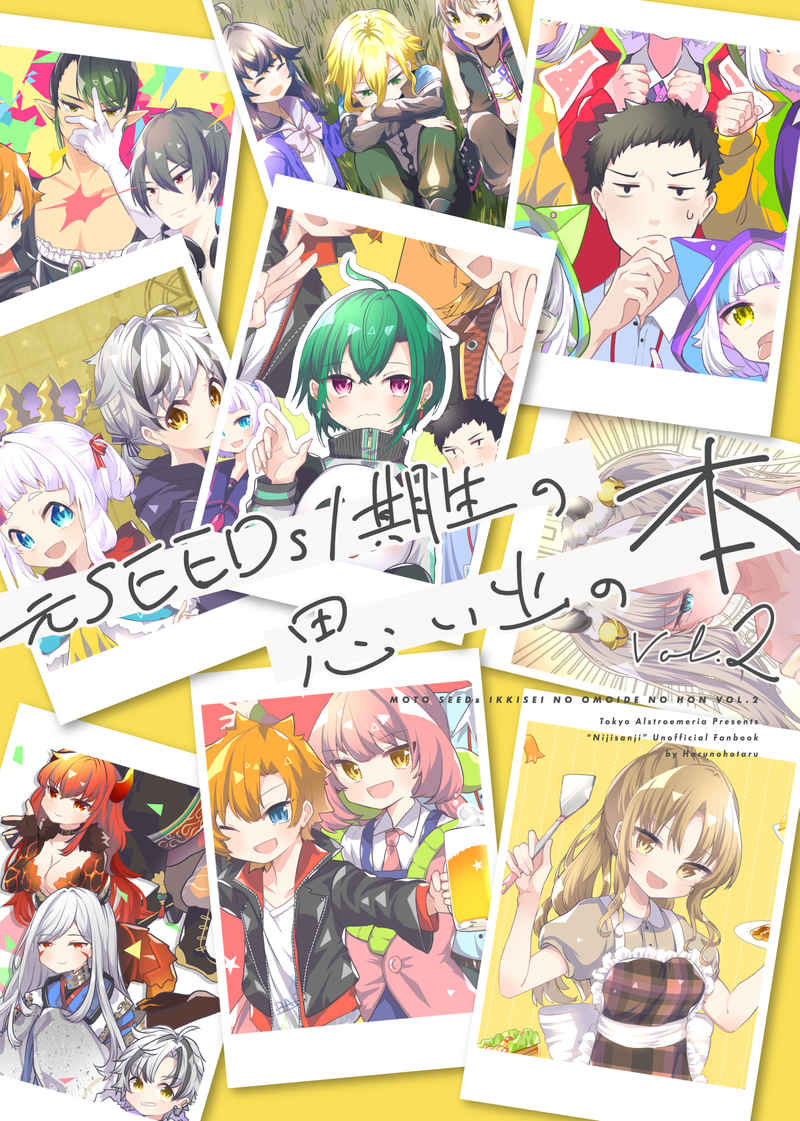 元SEEDs1期生の
思い出の本
Vol.2
MOTO SEEDs IKKISEI NO OMOIDE NO HON VOL.2
Tokyo Alstroemeria Presents
"Nijisanji" Unofficial Fanbook
by Harunohotaru